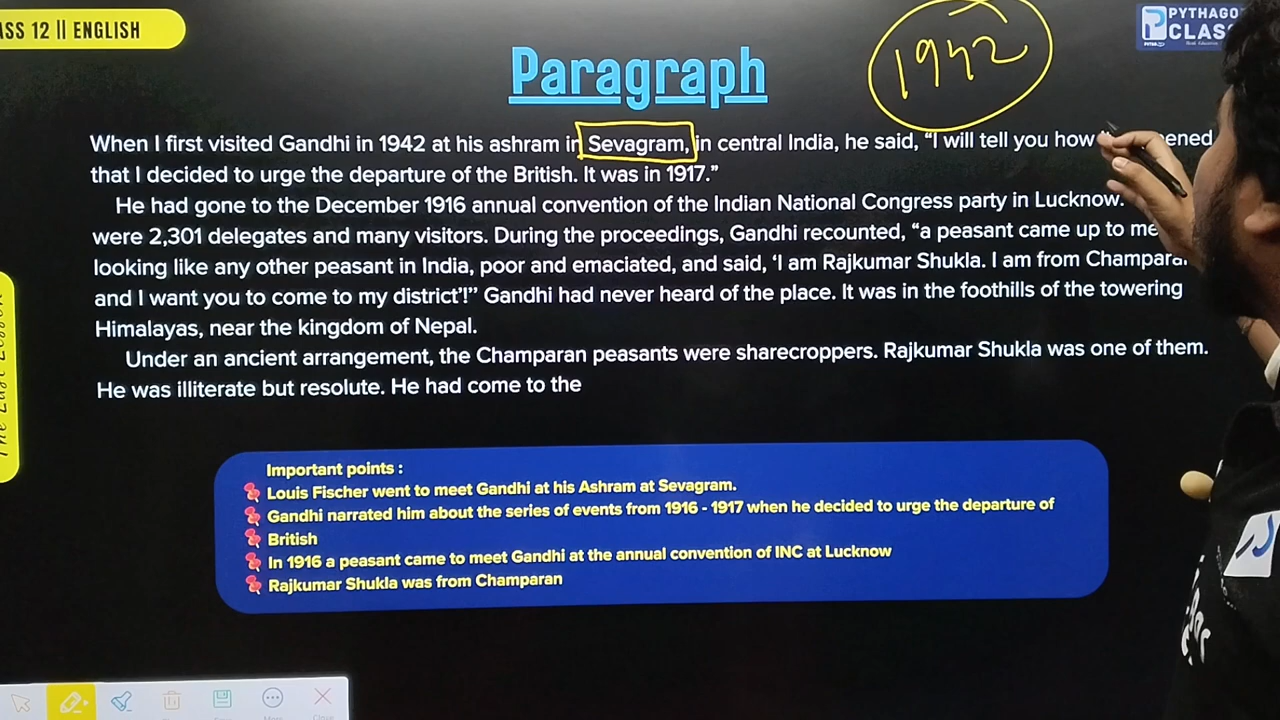 ASS 12 || ENGLISH
Paragraph
1942
PYTHAGO
CLAS
When I first visited Gandhi in 1942 at his ashram in Sevagram, in central India, he said, “I will tell you how
that I decided to urge the departure of the British. It was in 1917.”
He had gone to the December 1916 annual convention of the Indian National Congress party in Lucknow.
were 2,301 delegates and many visitors. During the proceedings, Gandhi recounted, “a peasant came up to me
looking like any other peasant in India, poor and emaciated, and said, ‘I am Rajkumar Shukla. I am from Champara
and I want you to come to my district’!” Gandhi had never heard of the place. It was in the foothills of the towering
Himalayas, near the kingdom of Nepal.
Under an ancient arrangement, the Champaran peasants were sharecroppers. Rajkumar Shukla was one of them.
He was illiterate but resolute. He had come to the
Important points :
Louis Fischer went to meet Gandhi at his Ashram at Sevagram.
Gandhi narrated him about the series of events from 1916 - 1917 when he decided to urge the departure of
British
In 1916 a peasant came to meet Gandhi at the annual convention of INC at Lucknow
Rajkumar Shukla was from Champaran